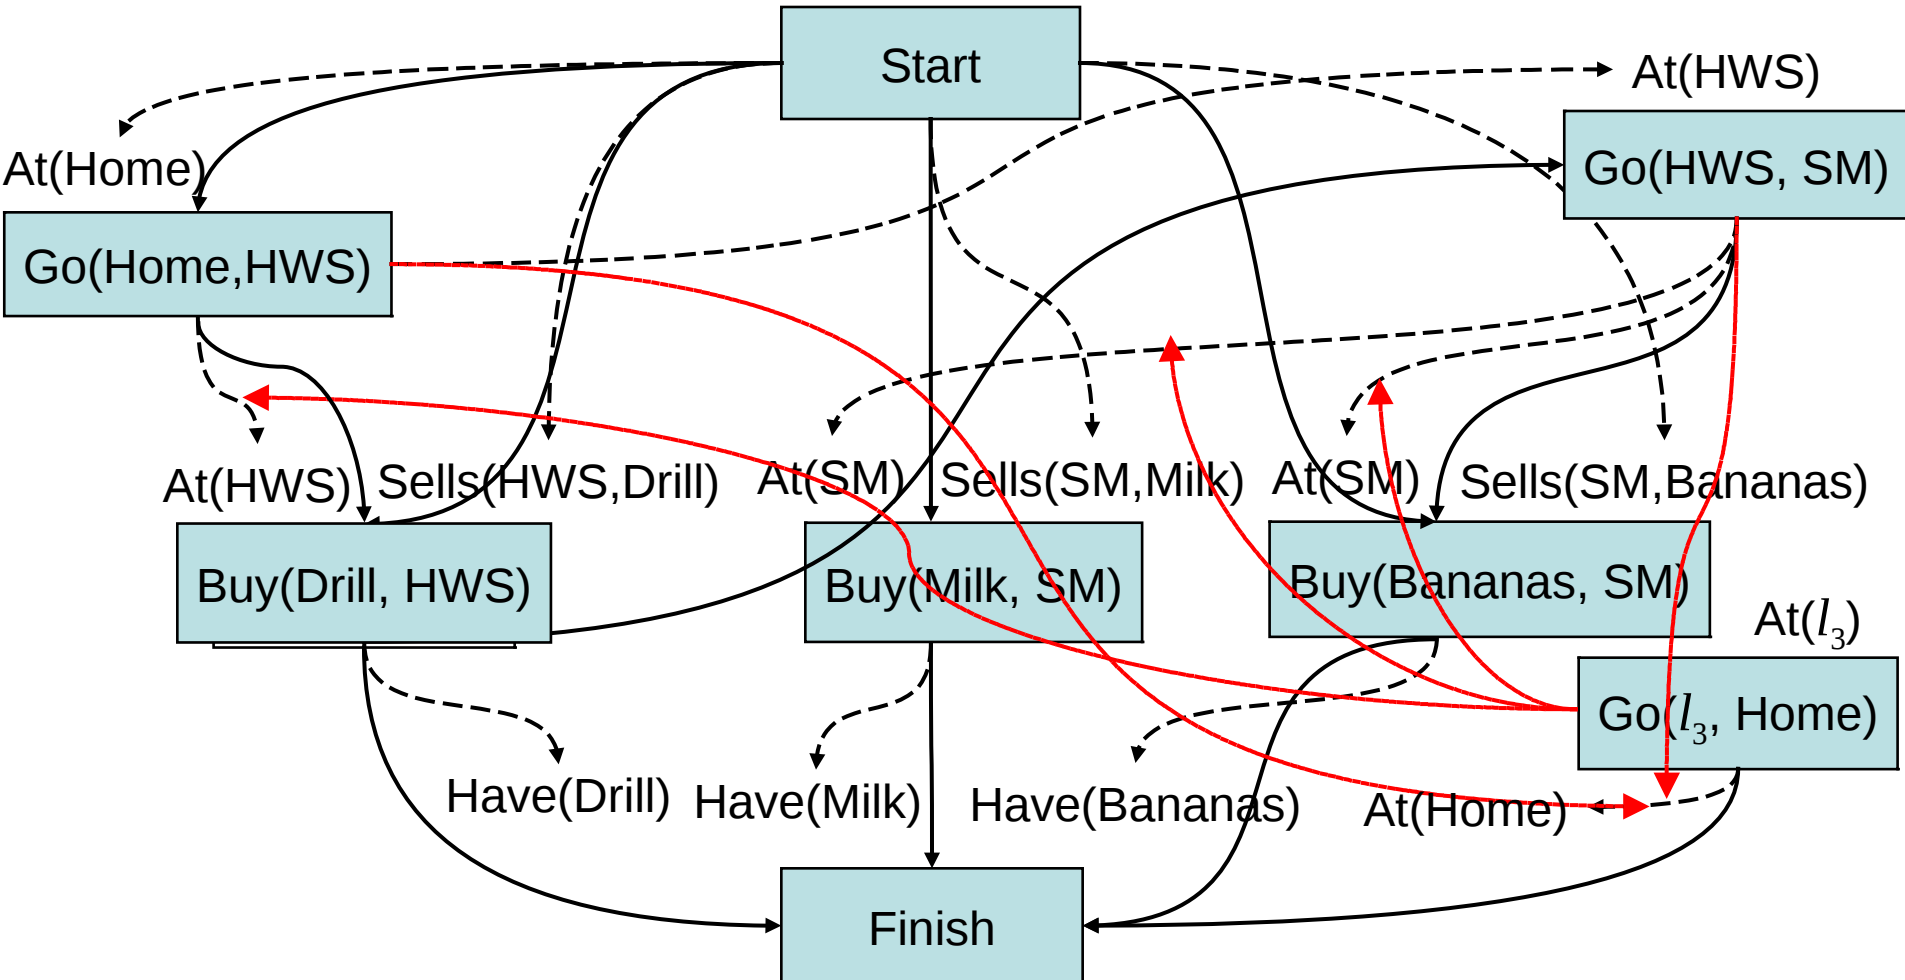 Start
At(HWS)
At(Home)
Go(HWS, SM)
Go(Home,HWS)
At(HWS)
Sells(HWS,Drill)
At(SM)
Sells(SM,Milk)
At(SM)
Sells(SM,Bananas)
Buy(Drill, HWS)
Buy(Milk, SM)
Buy(Bananas, SM)
At(l₃)
Go(l₃, Home)
Have(Drill)
Have(Milk)
Have(Bananas)
At(Home)
Finish